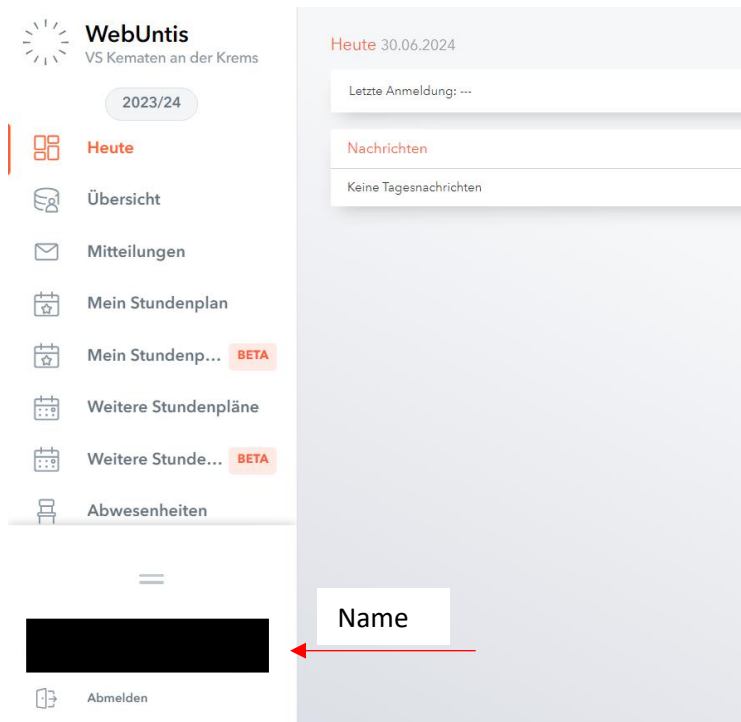 WebUntis
VS Kematen an der Krems
2023/24
Heute
Übersicht
Mitteilungen
Mein Stundenplan
Mein Stundenp... BETA
Weitere Stundenpläne
Weitere Stunde... BETA
Abwesenheiten
Abmelden
Heute 30.06.2024
Letzte Anmeldung: ---
Nachrichten
Keine Tagesnachrichten
Name